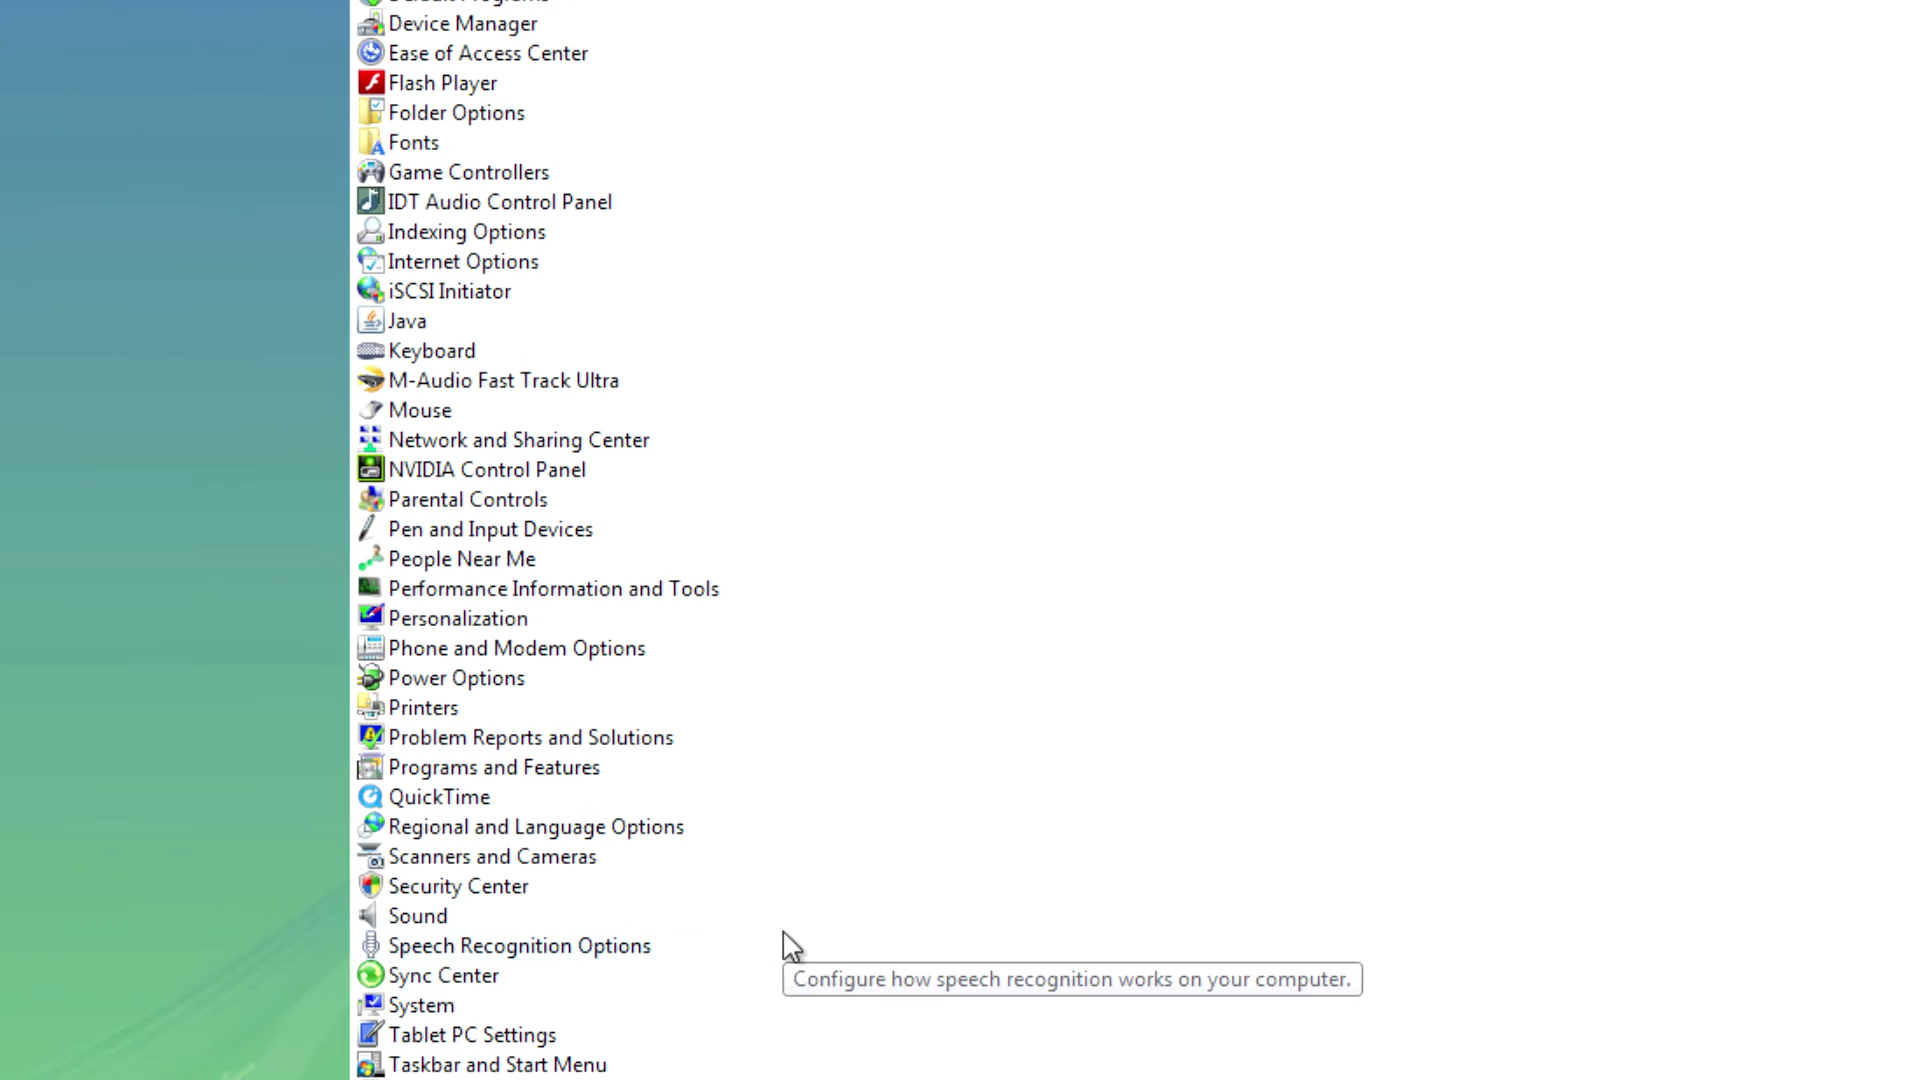 Default Programs
Device Manager
Ease of Access Center
Flash Player
Folder Options
Fonts
Game Controllers
IDT Audio Control Panel
Indexing Options
Internet Options
iSCSI Initiator
Java
Keyboard
M-Audio Fast Track Ultra
Mouse
Network and Sharing Center
NVIDIA Control Panel
Parental Controls
Pen and Input Devices
People Near Me
Performance Information and Tools
Personalization
Phone and Modem Options
Power Options
Printers
Problem Reports and Solutions
Programs and Features
QuickTime
Regional and Language Options
Scanners and Cameras
Security Center
Sound
Speech Recognition Options
Configure how speech recognition works on your computer.
Sync Center
System
Tablet PC Settings
Taskbar and Start Menu